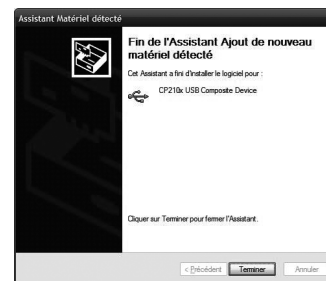 Assistant Matériel détecté
Fin de l'Assistant Ajout de nouveau
matériel détecté
Cet Assistant a fini d'installer le logiciel pour :
CP210x USB Composite Device
Cliquer sur Terminer pour fermer l'Assistant.
< Précédent
Terminer
Annuler